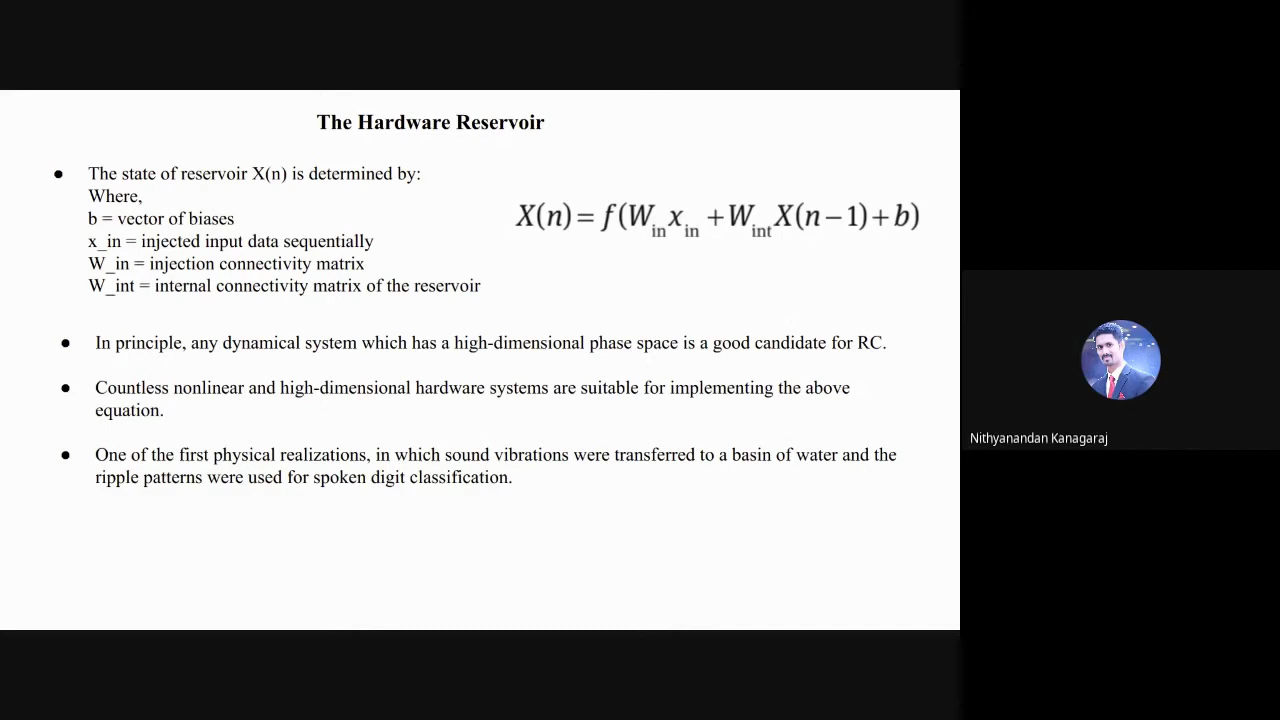 The Hardware Reservoir
● The state of reservoir X(n) is determined by:
Where,
b = vector of biases
x_in = injected input data sequentially
W_in = injection connectivity matrix
W_int = internal connectivity matrix of the reservoir
X(n) = f(W_in x_in + W_int X(n−1) + b)
● In principle, any dynamical system which has a high-dimensional phase space is a good candidate for RC.
● Countless nonlinear and high-dimensional hardware systems are suitable for implementing the above
equation.
● One of the first physical realizations, in which sound vibrations were transferred to a basin of water and the
ripple patterns were used for spoken digit classification.
Nithyanandan Kanagaraj